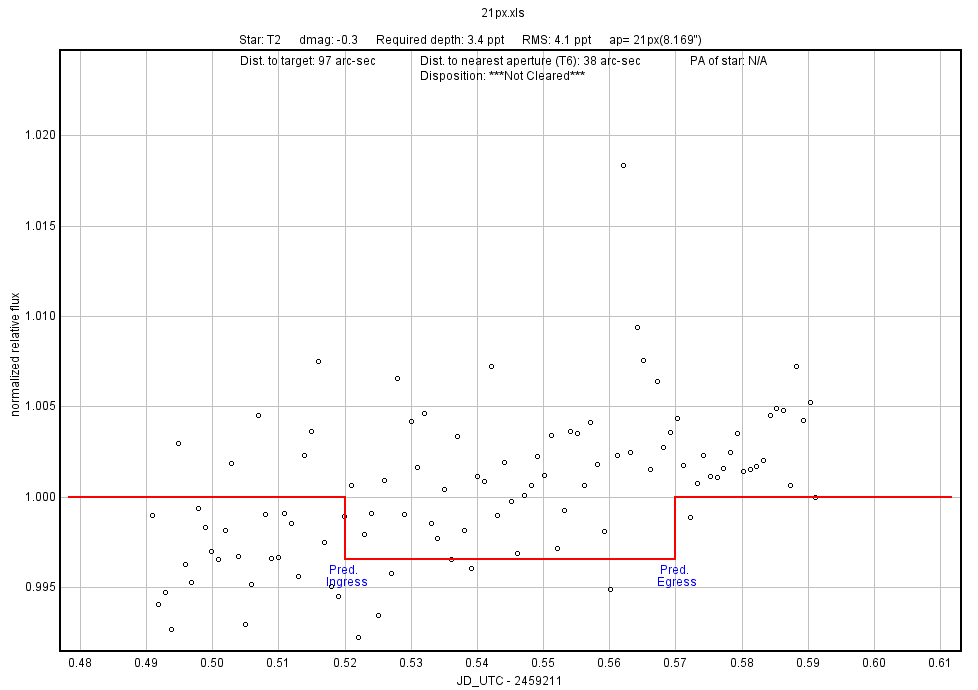 21px.xls
Star: T2 dmag: -0.3 Required depth: 3.4 ppt RMS: 4.1 ppt ap= 21px(8.169")
Dist. to target: 97 arc-sec Dist. to nearest aperture (T6): 38 arc-sec PA of star: N/A
Disposition: ***Not Cleared***
1.020
1.015
1.010
1.005
1.000
0.995
normalized relative flux
Pred.
Ingress
Pred.
Egress
0.48 0.49 0.50 0.51 0.52 0.53 0.54 0.55 0.56 0.57 0.58 0.59 0.60 0.61
JD_UTC - 2459211